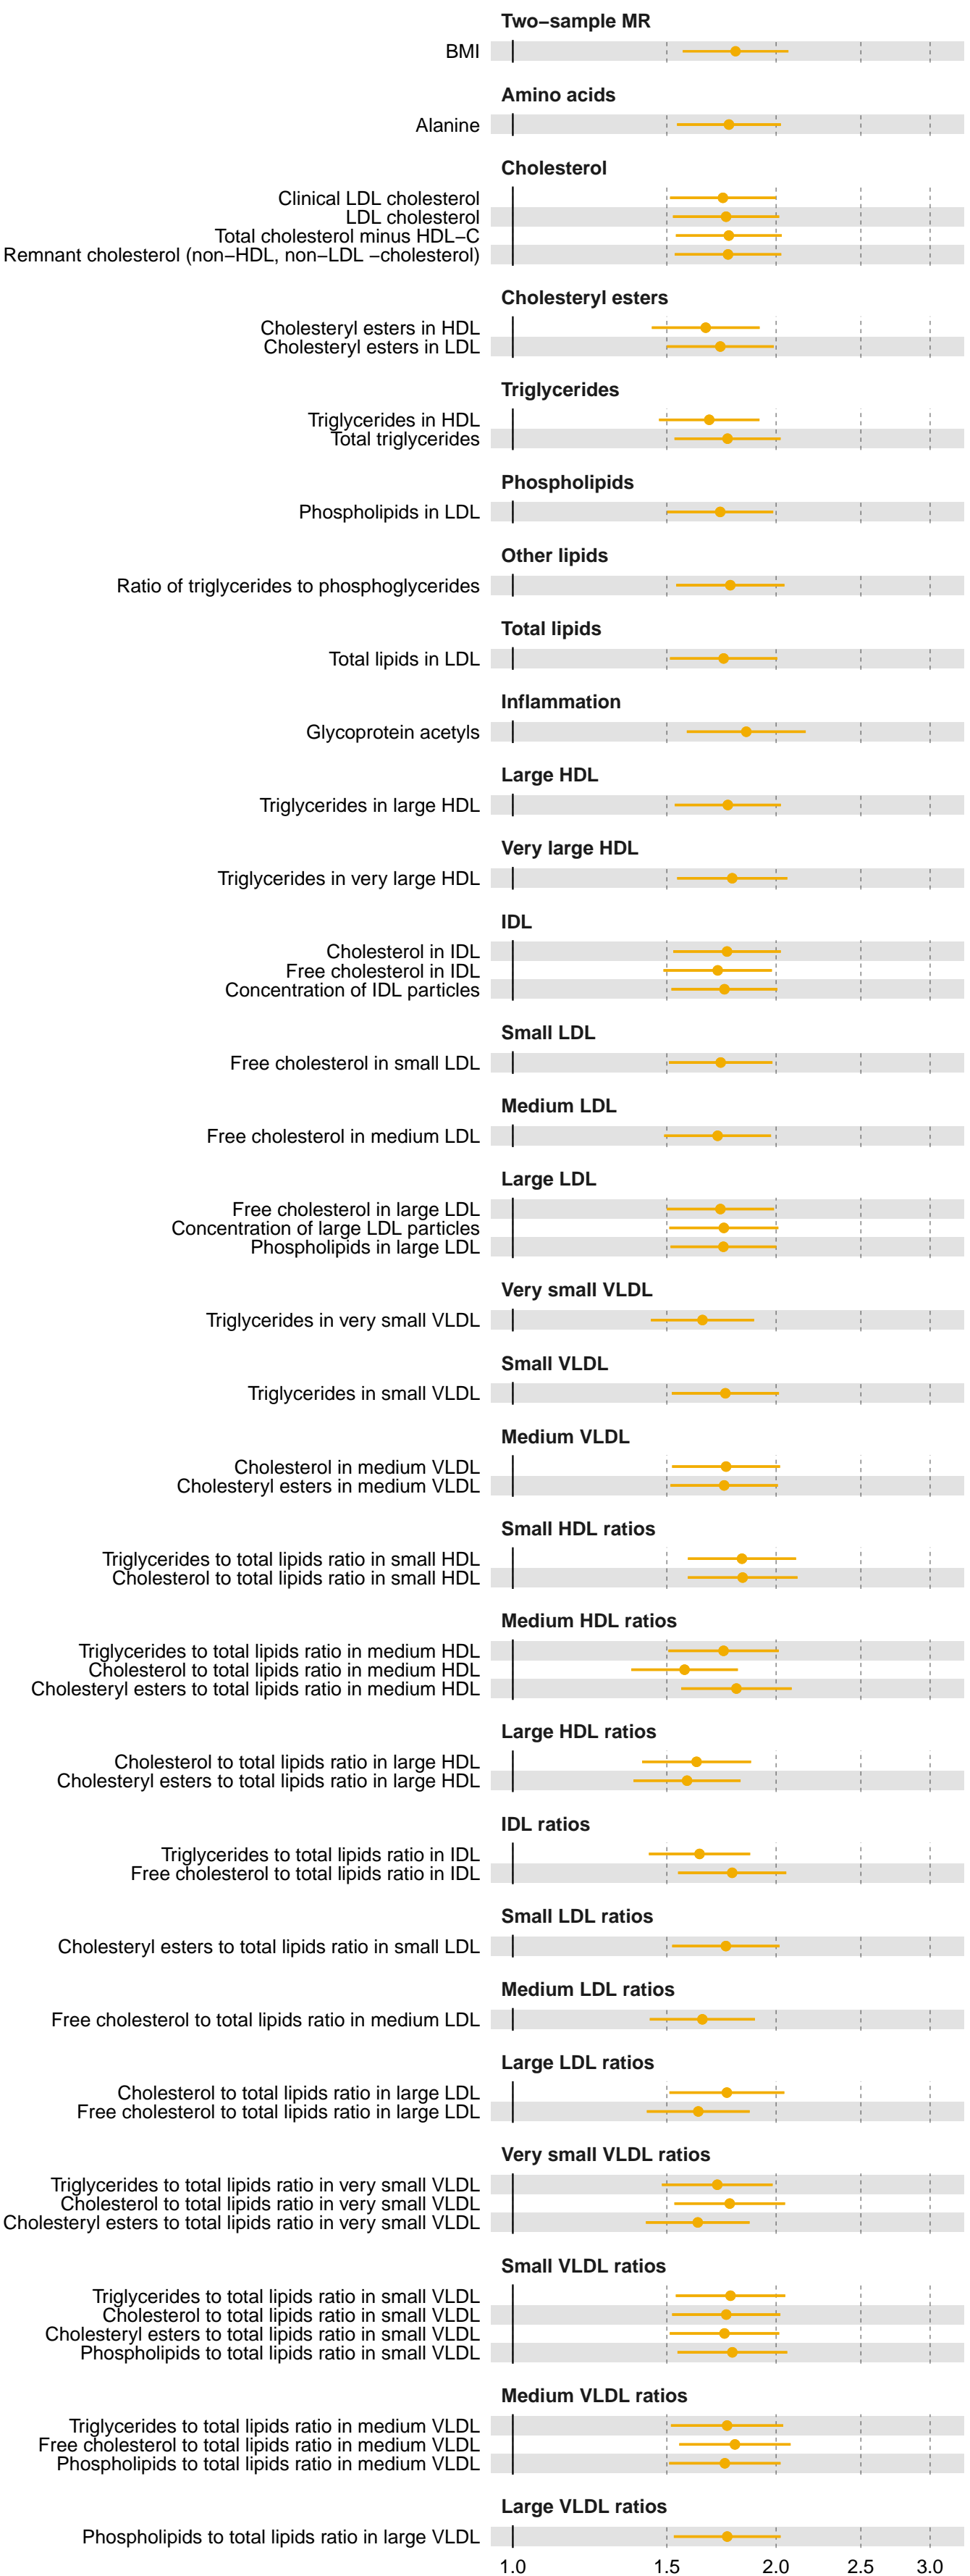 Two−sample MR
BMI
Amino acids
Alanine
Cholesterol
Clinical LDL cholesterol
LDL cholesterol
Total cholesterol minus HDL−C
Remnant cholesterol (non−HDL, non−LDL −cholesterol)
Cholesteryl esters
Cholesteryl esters in HDL
Cholesteryl esters in LDL
Triglycerides
Triglycerides in HDL
Total triglycerides
Phospholipids
Phospholipids in LDL
Other lipids
Ratio of triglycerides to phosphoglycerides
Total lipids
Total lipids in LDL
Inflammation
Glycoprotein acetyls
Large HDL
Triglycerides in large HDL
Very large HDL
Triglycerides in very large HDL
IDL
Cholesterol in IDL
Free cholesterol in IDL
Concentration of IDL particles
Small LDL
Free cholesterol in small LDL
Medium LDL
Free cholesterol in medium LDL
Large LDL
Free cholesterol in large LDL
Concentration of large LDL particles
Phospholipids in large LDL
Very small VLDL
Triglycerides in very small VLDL
Small VLDL
Triglycerides in small VLDL
Medium VLDL
Cholesterol in medium VLDL
Cholesteryl esters in medium VLDL
Small HDL ratios
Triglycerides to total lipids ratio in small HDL
Cholesterol to total lipids ratio in small HDL
Medium HDL ratios
Triglycerides to total lipids ratio in medium HDL
Cholesterol to total lipids ratio in medium HDL
Cholesteryl esters to total lipids ratio in medium HDL
Large HDL ratios
Cholesterol to total lipids ratio in large HDL
Cholesteryl esters to total lipids ratio in large HDL
IDL ratios
Triglycerides to total lipids ratio in IDL
Free cholesterol to total lipids ratio in IDL
Small LDL ratios
Cholesteryl esters to total lipids ratio in small LDL
Medium LDL ratios
Free cholesterol to total lipids ratio in medium LDL
Large LDL ratios
Cholesterol to total lipids ratio in large LDL
Free cholesterol to total lipids ratio in large LDL
Very small VLDL ratios
Triglycerides to total lipids ratio in very small VLDL
Cholesterol to total lipids ratio in very small VLDL
Cholesteryl esters to total lipids ratio in very small VLDL
Small VLDL ratios
Triglycerides to total lipids ratio in small VLDL
Cholesterol to total lipids ratio in small VLDL
Cholesteryl esters to total lipids ratio in small VLDL
Phospholipids to total lipids ratio in small VLDL
Medium VLDL ratios
Triglycerides to total lipids ratio in medium VLDL
Free cholesterol to total lipids ratio in medium VLDL
Phospholipids to total lipids ratio in medium VLDL
Large VLDL ratios
Phospholipids to total lipids ratio in large VLDL
1.0 1.5 2.0 2.5 3.0